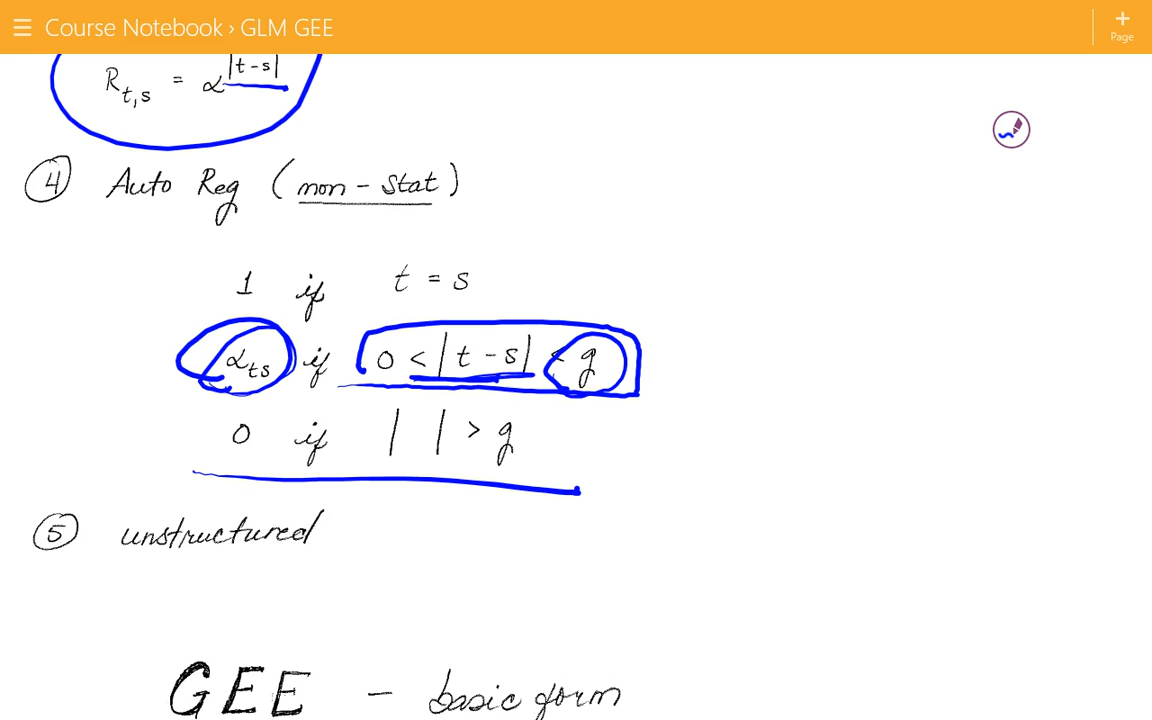 Course Notebook › GLM GEE
Page
R_{t,s} = α^{|t-s|}
④ Auto Reg (non-stat)
1 if t = s
α_{ts} if 0 < |t-s| < g
0 if | | > g
⑤ unstructured
GEE - basic form